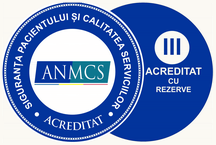 SIGURANȚA PACIENTULUI ȘI CALITATEA SERVICIILOR
ANMCS
• ACREDITAT •
III
ACREDITAT
CU
REZERVE